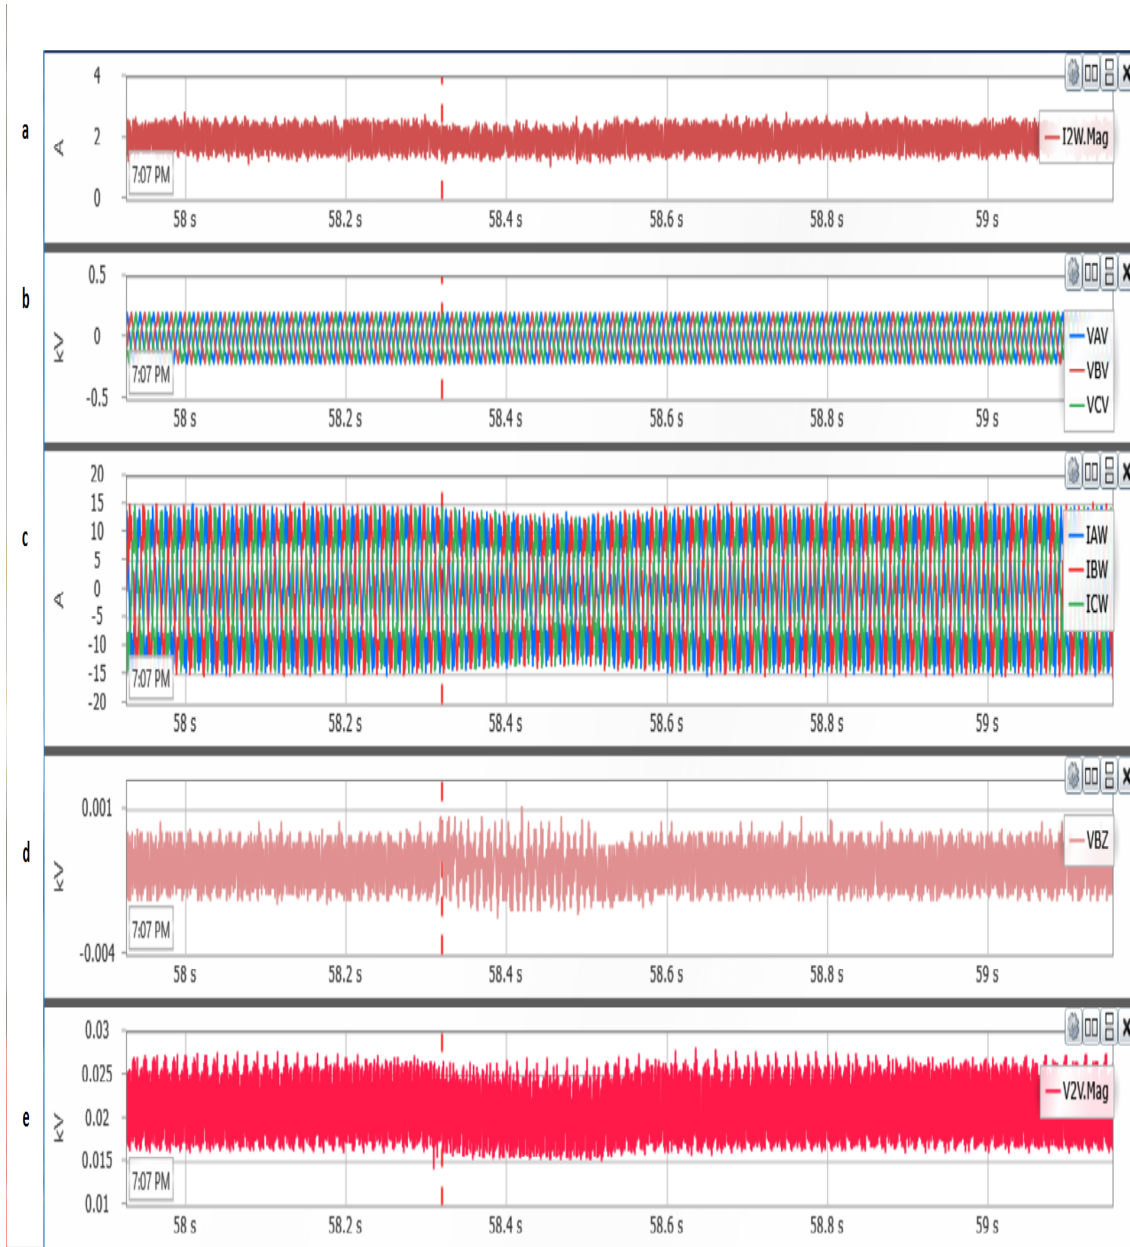 a
4
2
0
A
I2W.Mag
7:07 PM
58 s 58.2 s 58.4 s 58.6 s 58.8 s 59 s
b
0.5
0
-0.5
kV
VAV
VBV
VCV
7:07 PM
58 s 58.2 s 58.4 s 58.6 s 58.8 s 59 s
c
20
15
10
5
0
-5
-10
-15
-20
A
IAW
IBW
ICW
7:07 PM
58 s 58.2 s 58.4 s 58.6 s 58.8 s 59 s
d
0.001
-0.004
kV
VBZ
7:07 PM
58 s 58.2 s 58.4 s 58.6 s 58.8 s 59 s
e
0.03
0.025
0.02
0.015
0.01
kV
V2V.Mag
7:07 PM
58 s 58.2 s 58.4 s 58.6 s 58.8 s 59 s